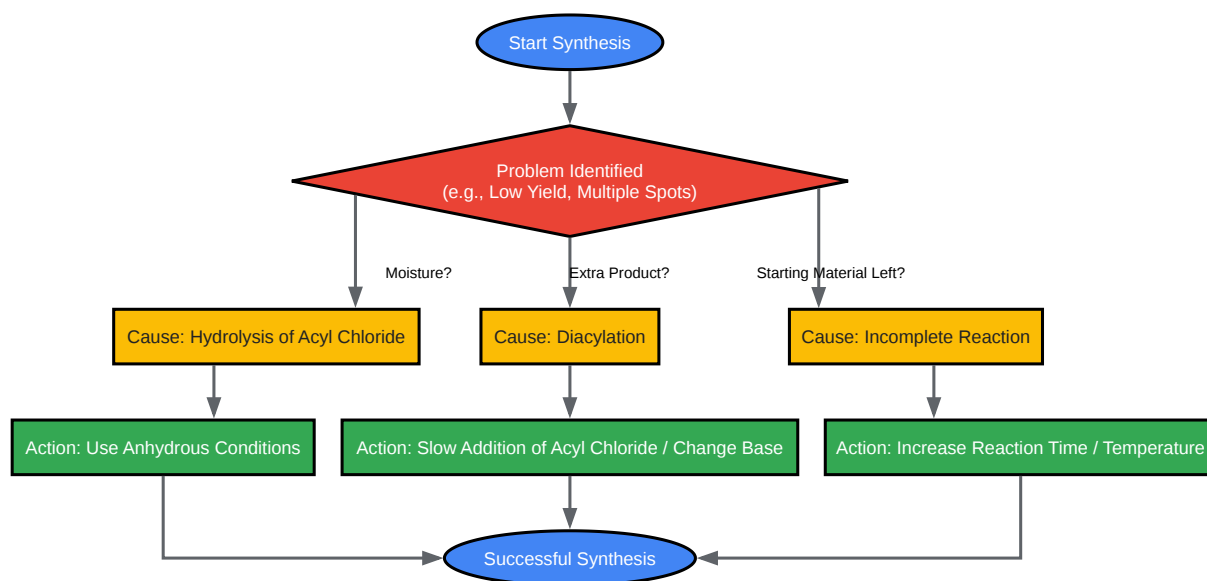 Start Synthesis
Problem Identified
(e.g., Low Yield, Multiple Spots)
Moisture?
Extra Product?
Starting Material Left?
Cause: Hydrolysis of Acyl Chloride
Cause: Diacylation
Cause: Incomplete Reaction
Action: Use Anhydrous Conditions
Action: Slow Addition of Acyl Chloride / Change Base
Action: Increase Reaction Time / Temperature
Successful Synthesis